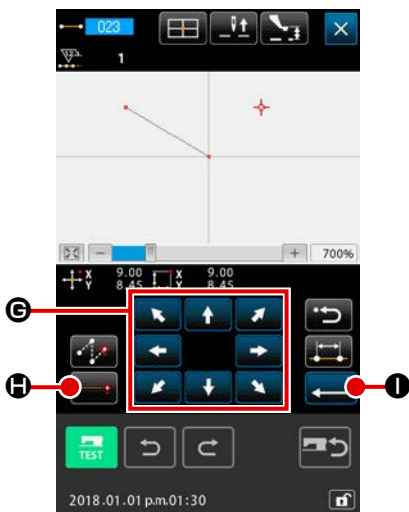 023
1
700%
X 9.00 X 9.00
Y 8.45 Y 8.45
G
H
I
TEST
2018.01.01 p.m.01:30